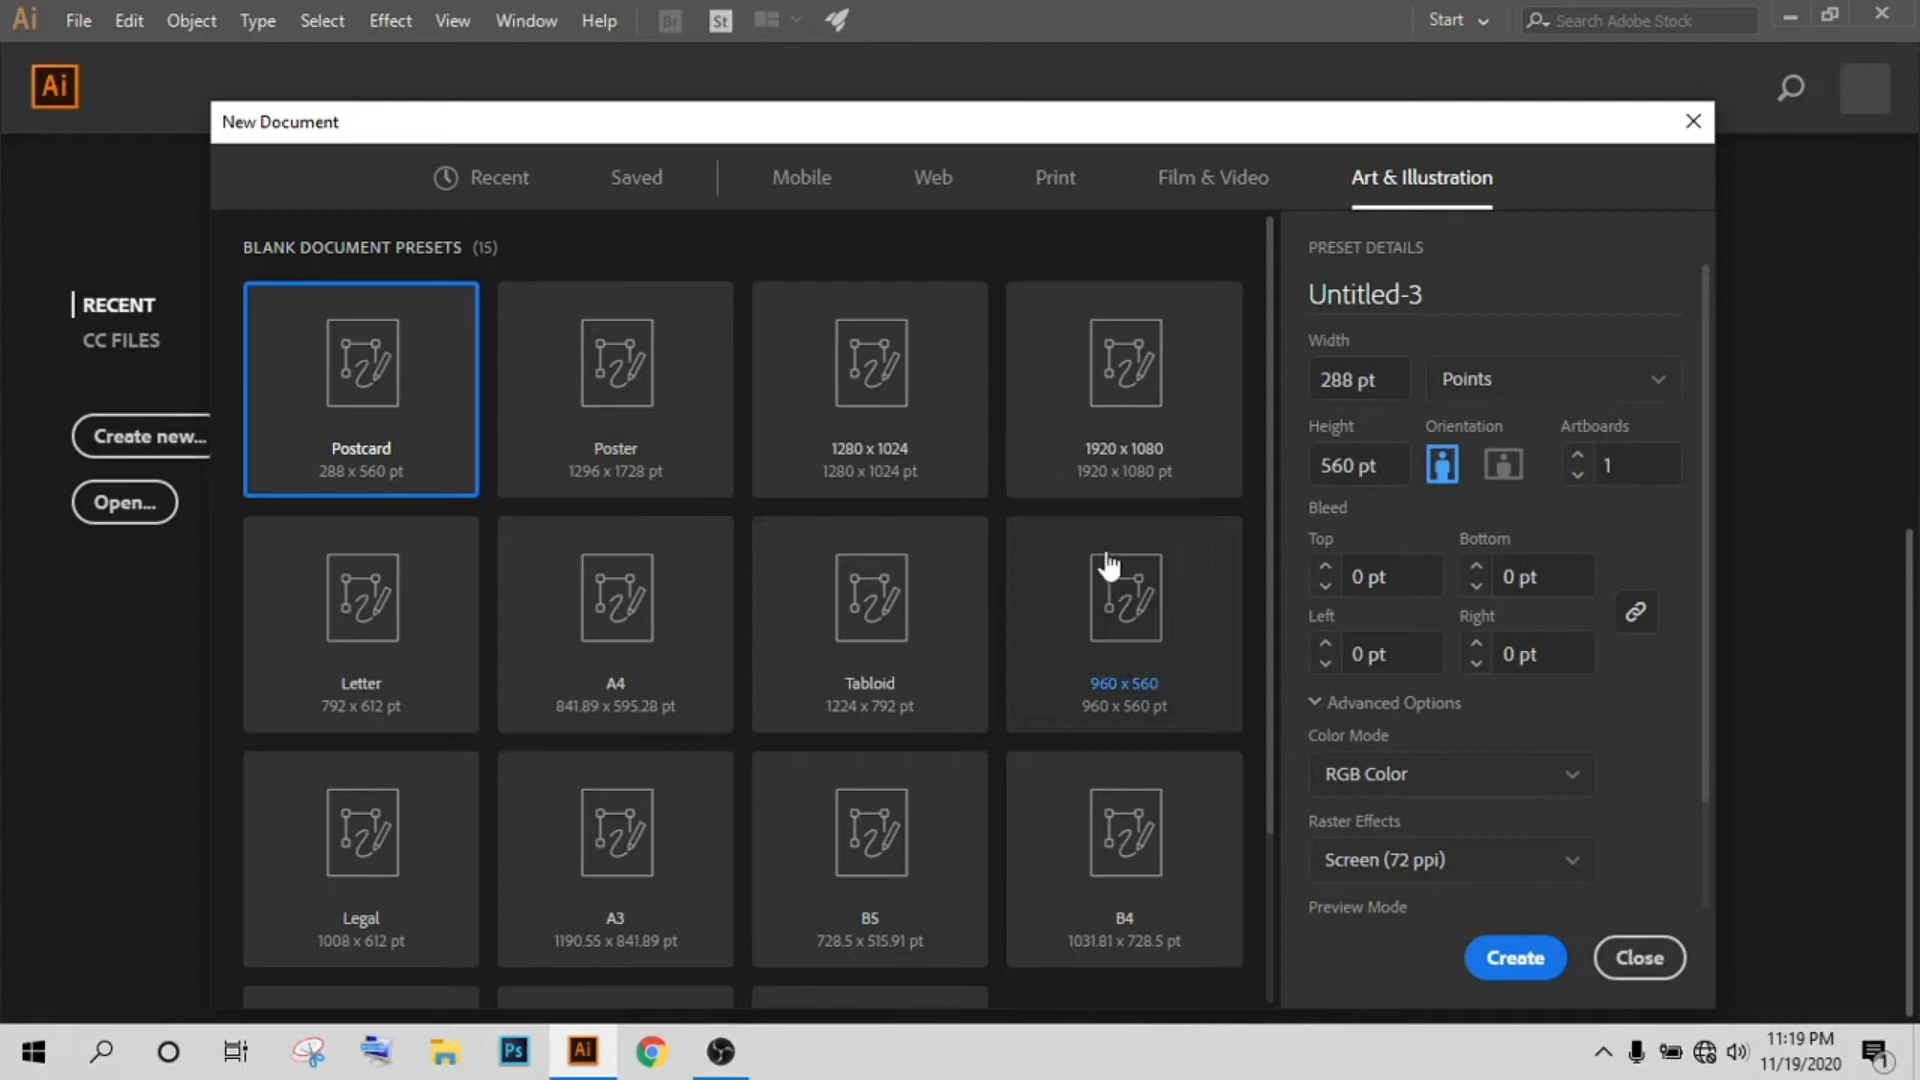 Ai File Edit Object Type Select Effect View Window Help Br St Start Search Adobe Stock
Ai
New Document
Recent Saved Mobile Web Print Film & Video Art & Illustration
BLANK DOCUMENT PRESETS (15)
Postcard
288 x 560 pt
Poster
1296 x 1728 pt
1280 x 1024
1280 x 1024 pt
1920 x 1080
1920 x 1080 pt
Letter
792 x 612 pt
A4
841.89 x 595.28 pt
Tabloid
1224 x 792 pt
960 x 560
960 x 560 pt
Legal
1008 x 612 pt
A3
1190.55 x 841.89 pt
B5
728.5 x 515.91 pt
B4
1031.81 x 728.5 pt
RECENT
CC FILES
Create new...
Open...
PRESET DETAILS
Untitled-3
Width
288 pt Points
Height Orientation Artboards
560 pt 1
Bleed
Top Bottom
0 pt 0 pt
Left Right
0 pt 0 pt
Advanced Options
Color Mode
RGB Color
Raster Effects
Screen (72 ppi)
Preview Mode
Create Close
Ps Ai
11:19 PM
11/19/2020
1